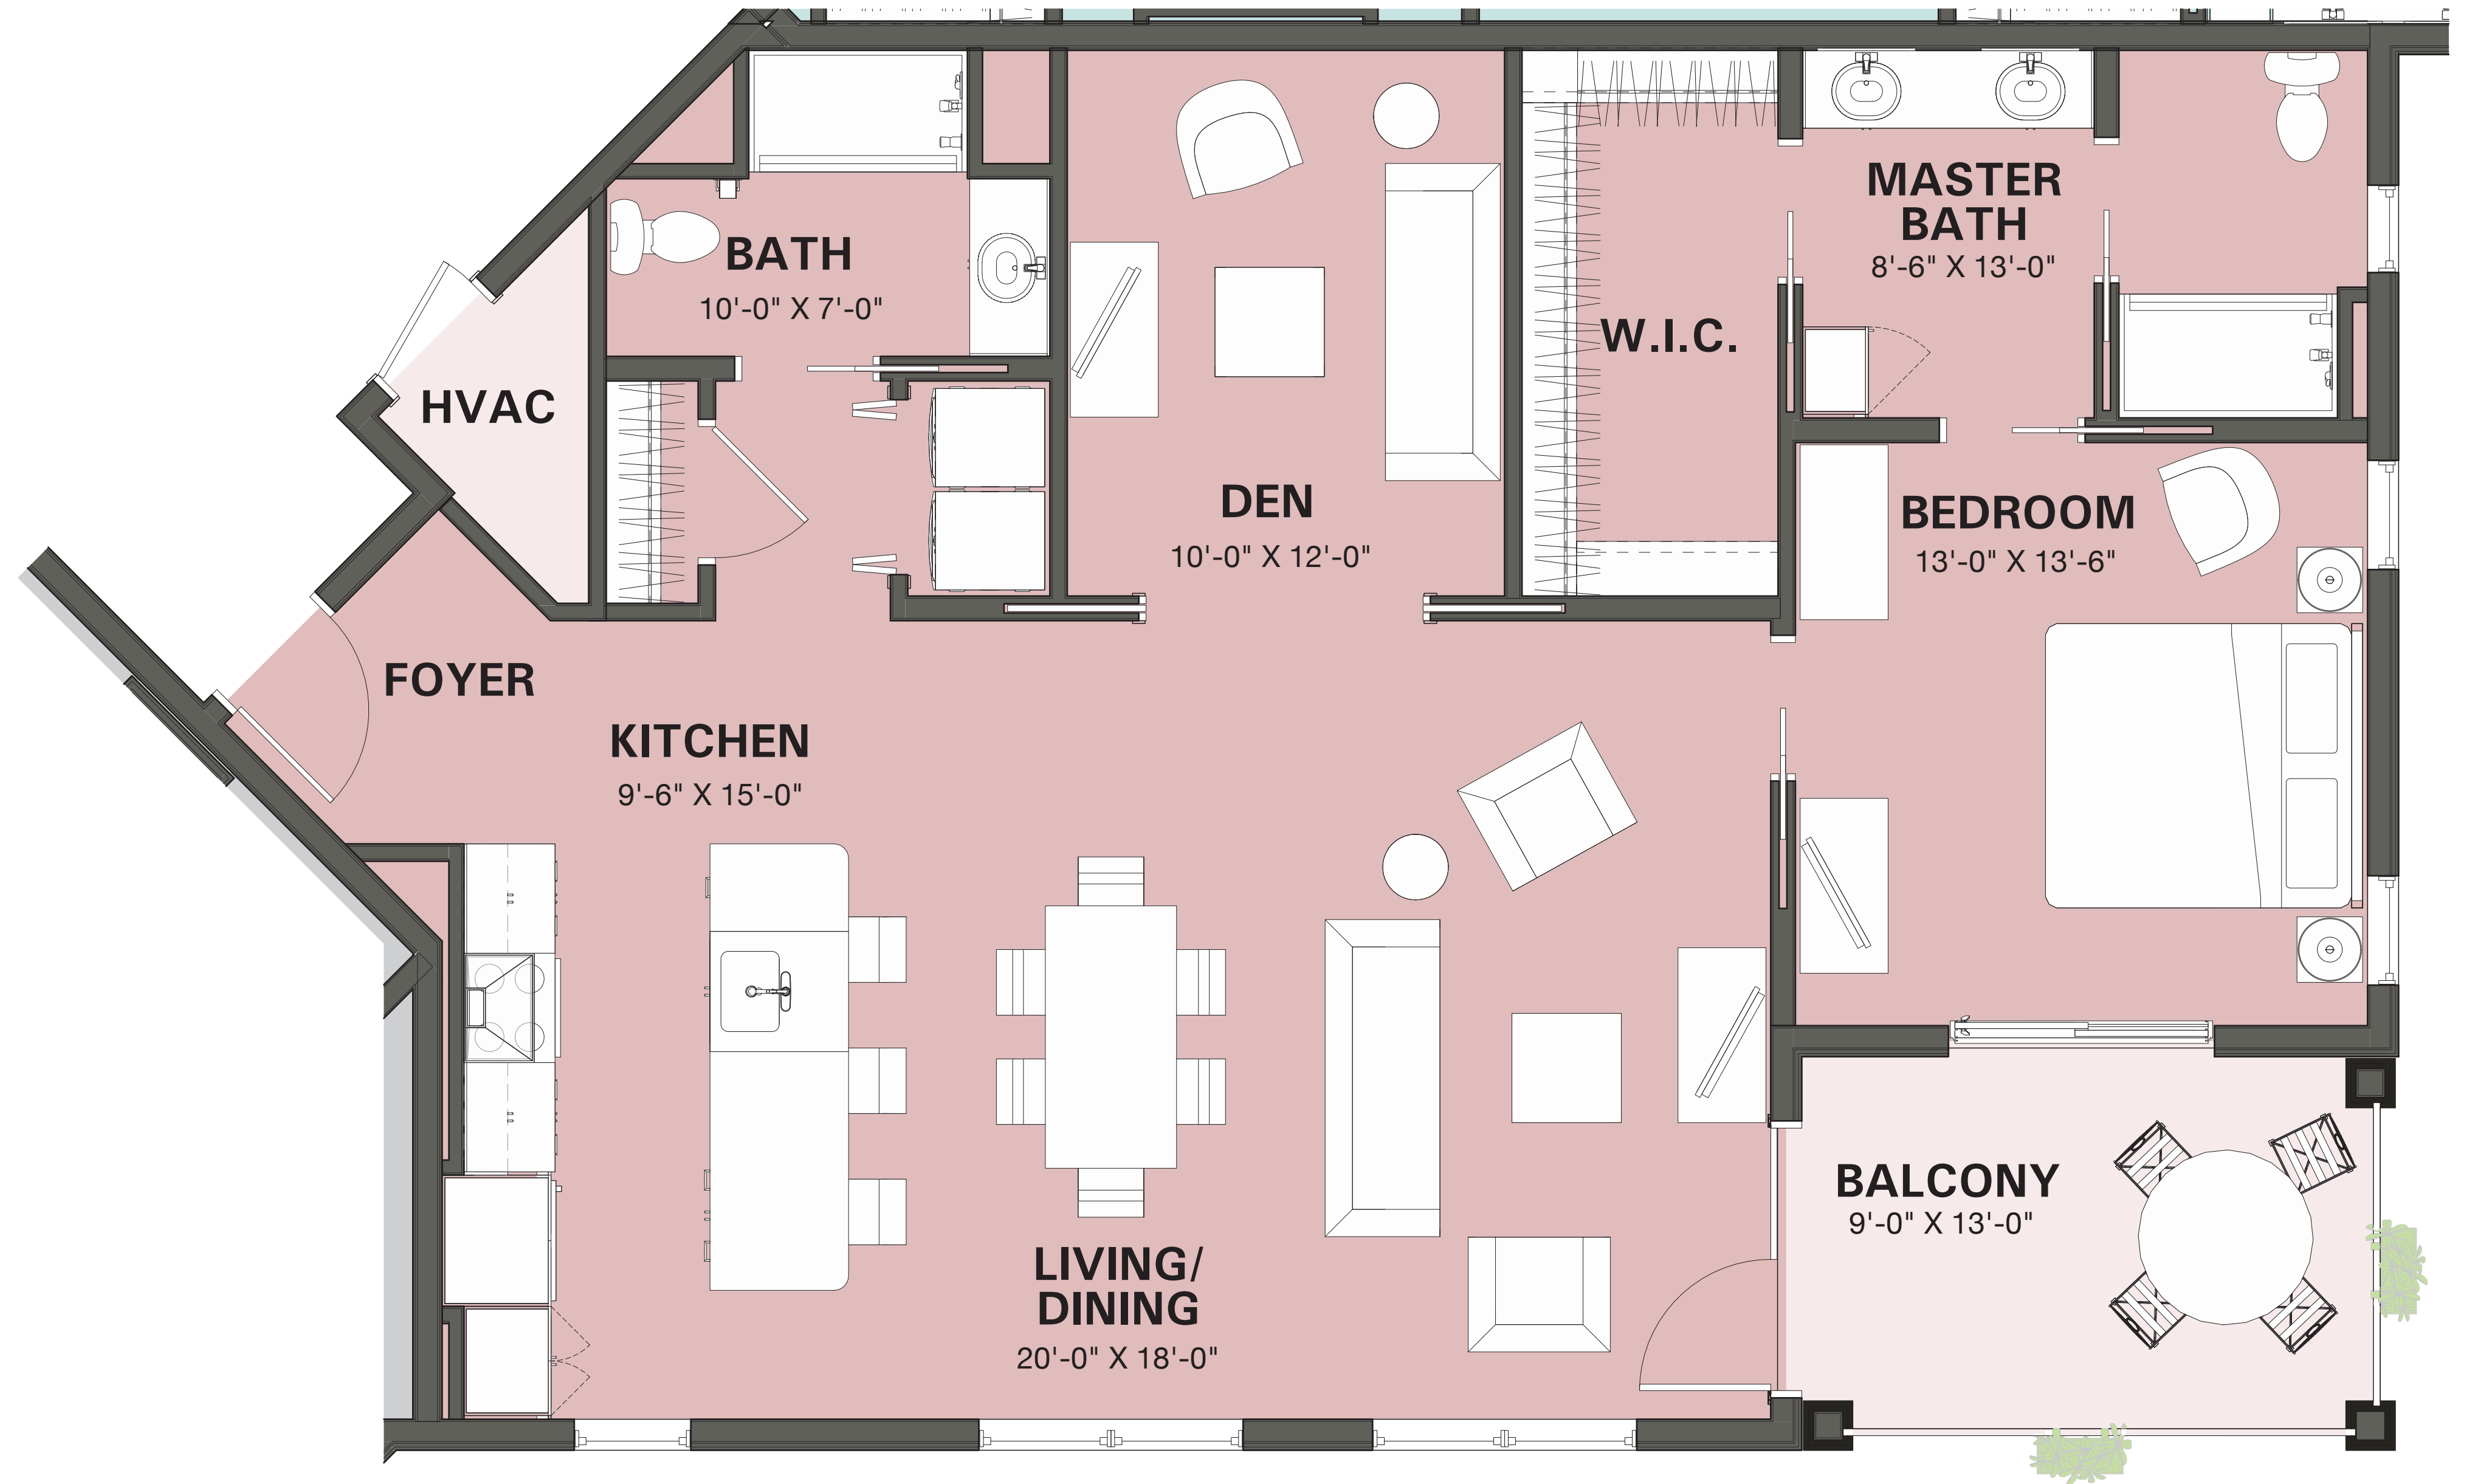 MASTER
BATH
8'-6" X 13'-0"
BATH
10'-0" X 7'-0"
W.I.C.
HVAC
DEN
10'-0" X 12'-0"
BEDROOM
13'-0" X 13'-6"
FOYER
KITCHEN
9'-6" X 15'-0"
BALCONY
9'-0" X 13'-0"
LIVING/
DINING
20'-0" X 18'-0"